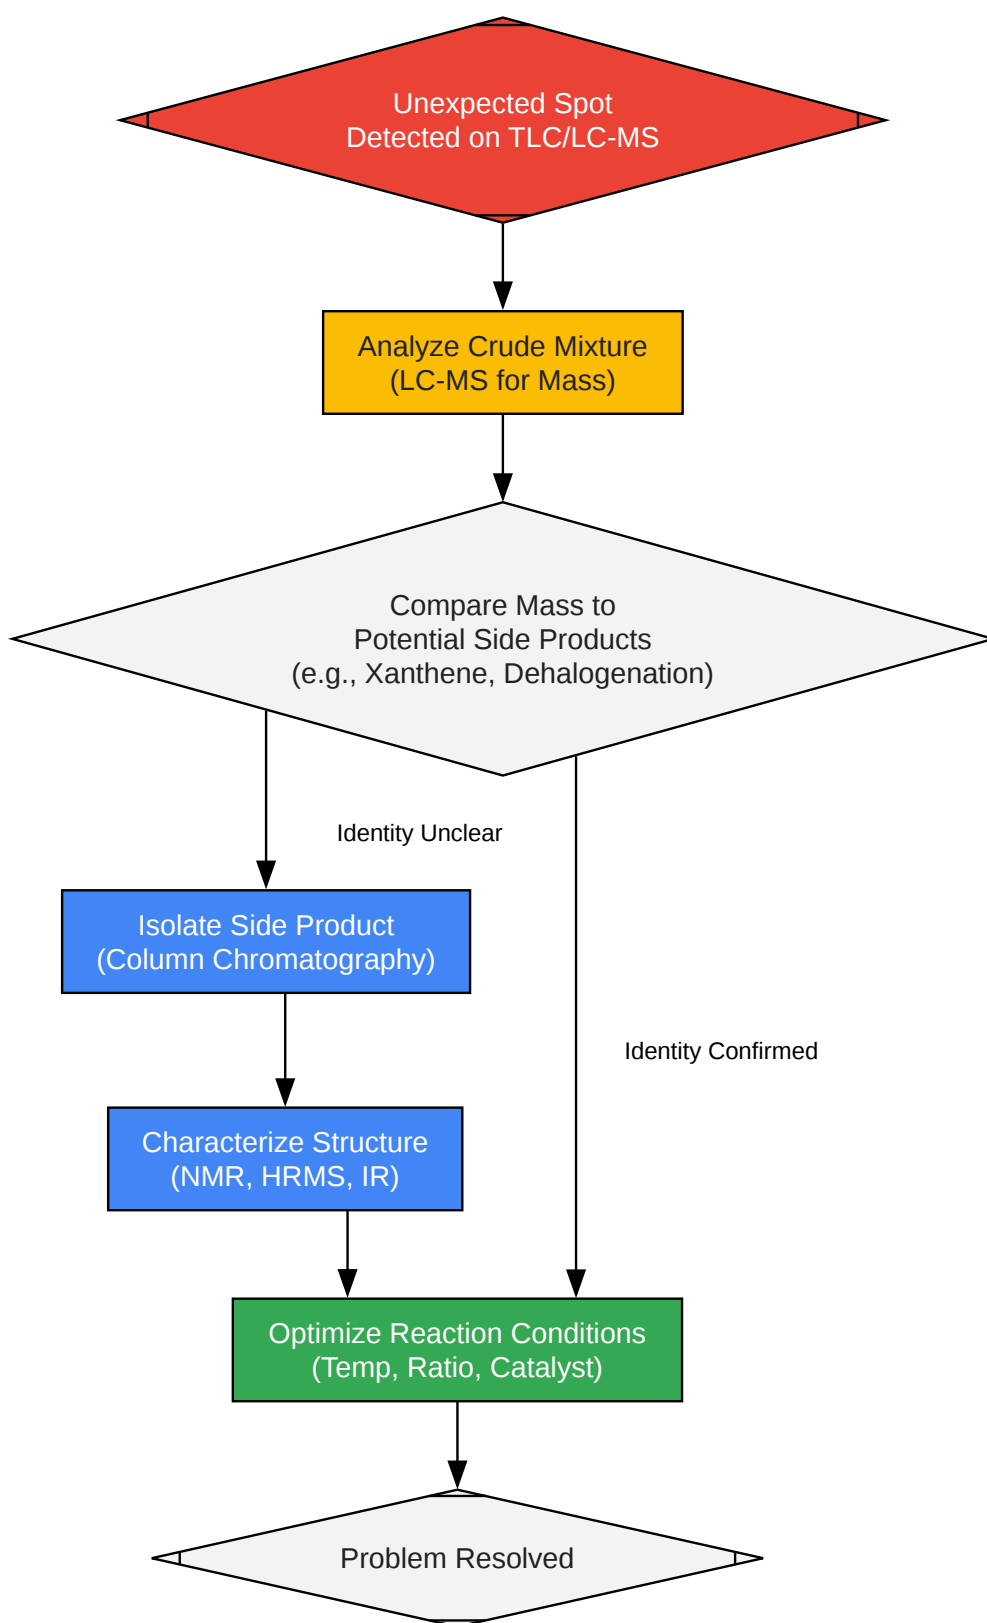 Unexpected Spot
Detected on TLC/LC-MS
Analyze Crude Mixture
(LC-MS for Mass)
Compare Mass to
Potential Side Products
(e.g., Xanthene, Dehalogenation)
Identity Unclear
Isolate Side Product
(Column Chromatography)
Identity Confirmed
Characterize Structure
(NMR, HRMS, IR)
Optimize Reaction Conditions
(Temp, Ratio, Catalyst)
Problem Resolved